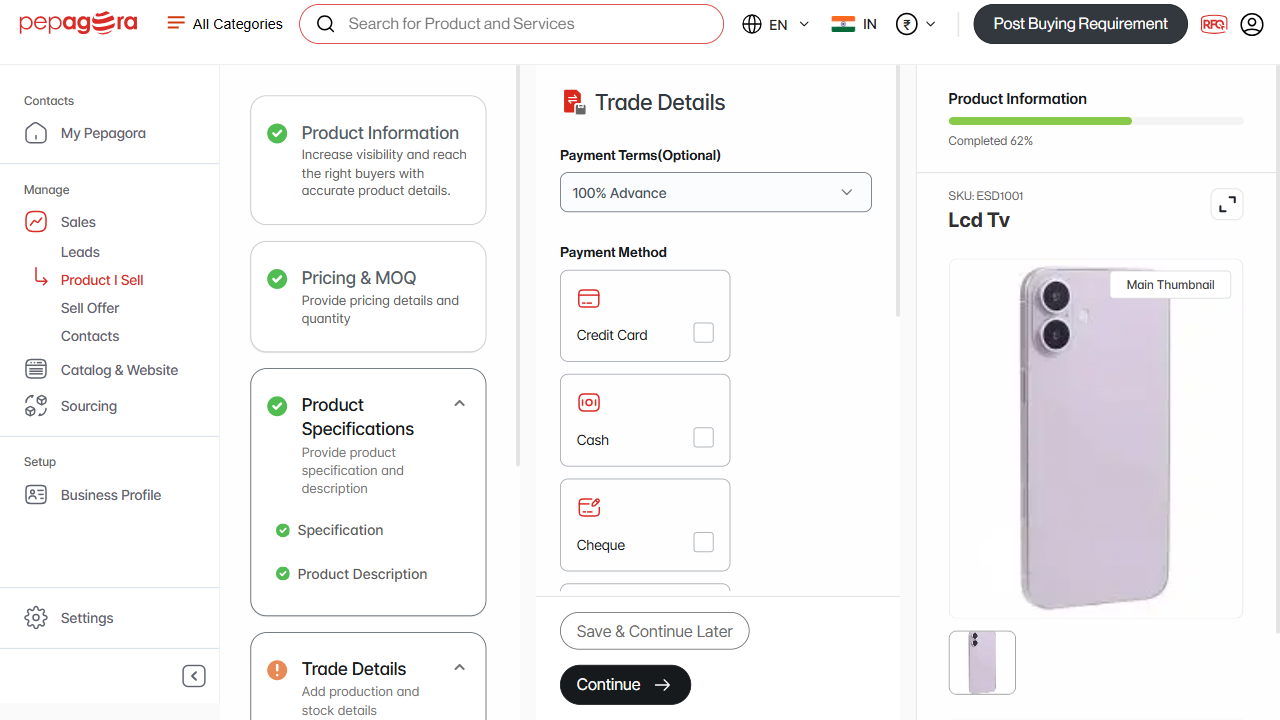 pepagora
All Categories
Search for Product and Services
EN
IN
₹
Post Buying Requirement
RFQ
Contacts
My Pepagora
Manage
Sales
Leads
Product I Sell
Sell Offer
Contacts
Catalog & Website
Sourcing
Setup
Business Profile
Settings
Product Information
Increase visibility and reach
the right buyers with
accurate product details.
Pricing & MOQ
Provide pricing details and
quantity
Product
Specifications
Provide product
specification and
description
Specification
Product Description
Trade Details
Add production and
stock details
Trade Details
Payment Terms(Optional)
100% Advance
Payment Method
Credit Card
Cash
Cheque
Save & Continue Later
Continue
Product Information
Completed 62%
SKU: ESD1001
Lcd Tv
Main Thumbnail